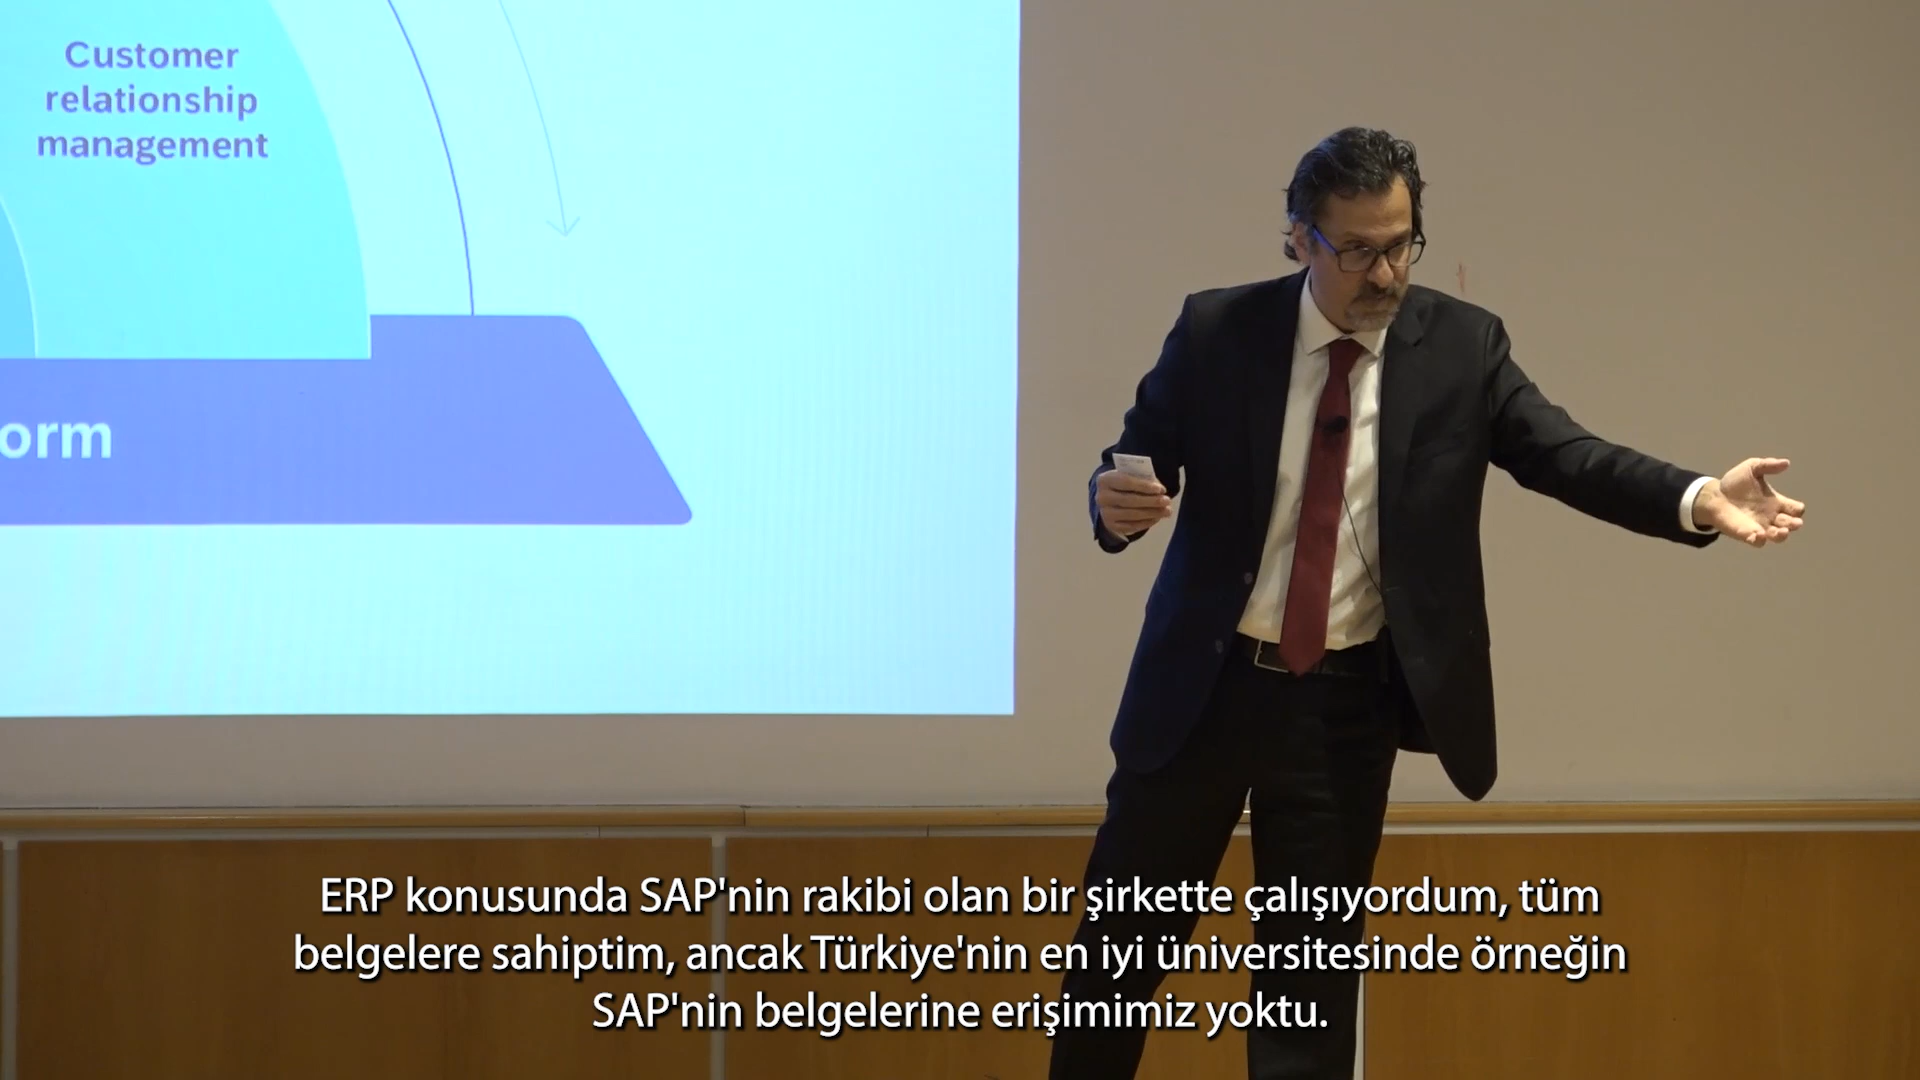 Customer
relationship
management
orm
ERP konusunda SAP'nin rakibi olan bir şirkette çalışıyordum, tüm
belgelere sahiptim, ancak Türkiye'nin en iyi üniversitesinde örneğin
SAP'nin belgelerine erişimimiz yoktu.